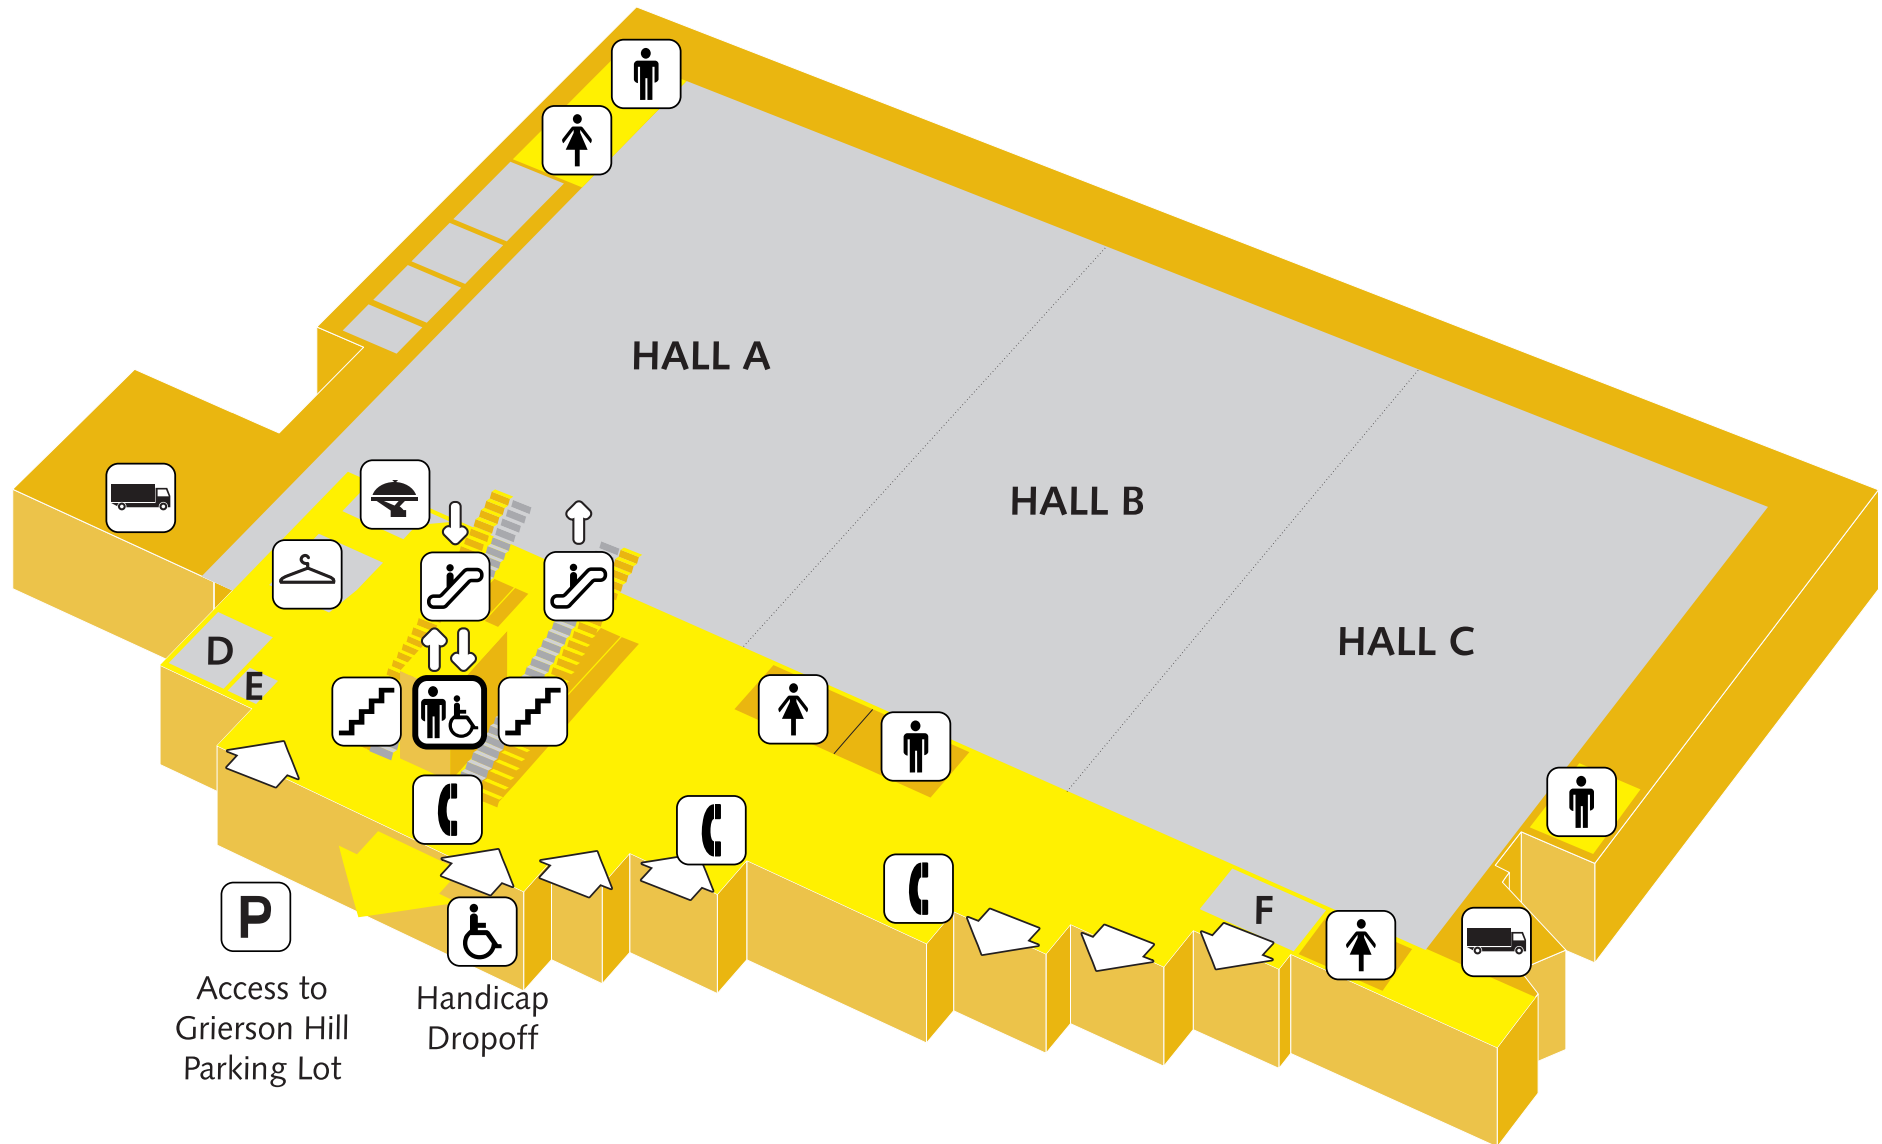 HALL A
HALL B
HALL C
D
E
F
P
Access to
Grierson Hill
Parking Lot
Handicap
Dropoff